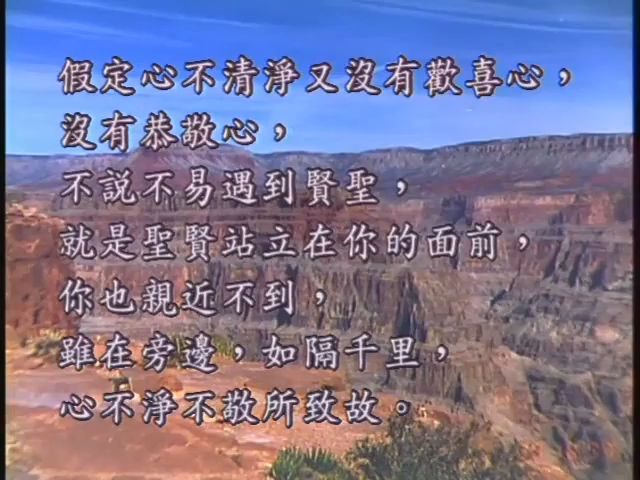 假定心不清淨又沒有歡喜心，
沒有恭敬心，
不說不易遇到賢聖，
就是聖賢站立在你的面前，
你也親近不到，
雖在旁邊，如隔千里，
心不淨不敬所致故。